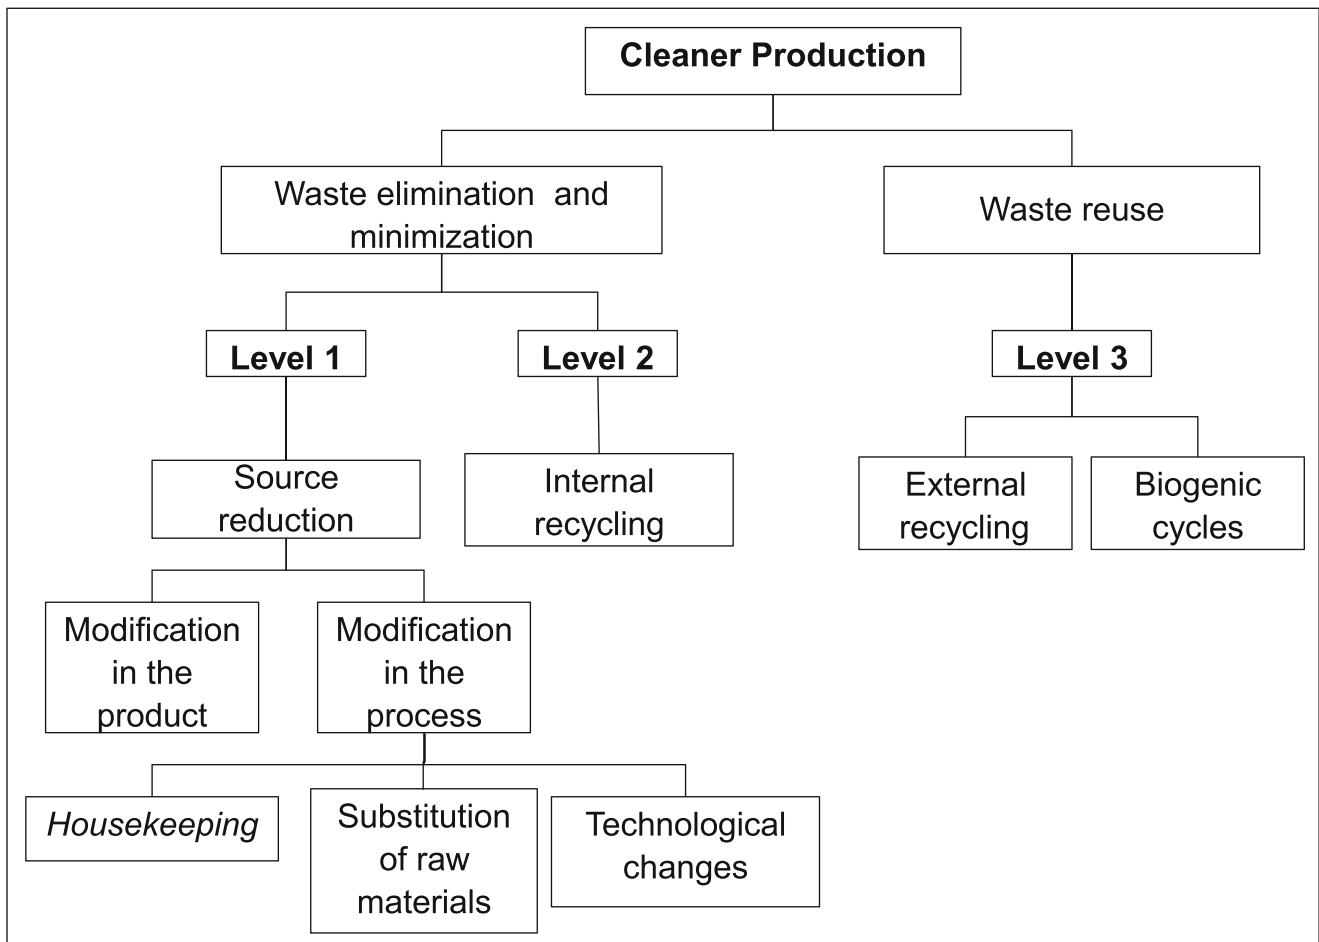 Cleaner Production
Waste elimination and
minimization
Waste reuse
Level 1
Level 2
Level 3
Source
reduction
Internal
recycling
External
recycling
Biogenic
cycles
Modification
in the
product
Modification
in the
process
Housekeeping
Substitution
of raw
materials
Technological
changes